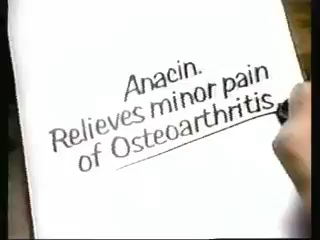 Anacin.
Relieves minor pain
of Osteoarthritis